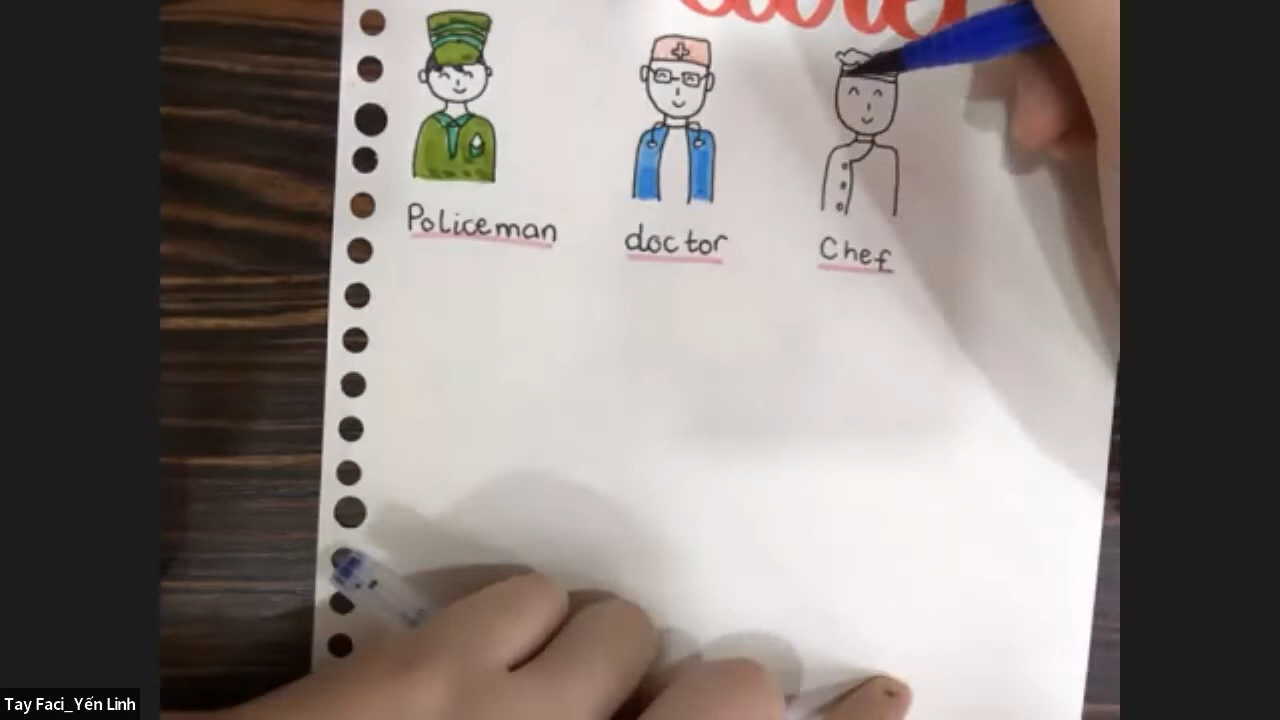 Policeman
doctor
Chef
Tay Faci_Yến Linh